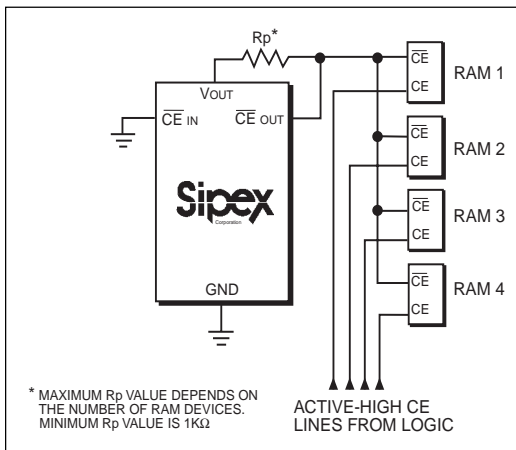 Rp*
VOUT
CE IN
CE OUT
Sipex
Corporation
GND
CE
CE
RAM 1
CE
CE
RAM 2
CE
CE
RAM 3
CE
CE
RAM 4
* MAXIMUM Rp VALUE DEPENDS ON
THE NUMBER OF RAM DEVICES.
MINIMUM Rp VALUE IS 1KΩ
ACTIVE-HIGH CE
LINES FROM LOGIC